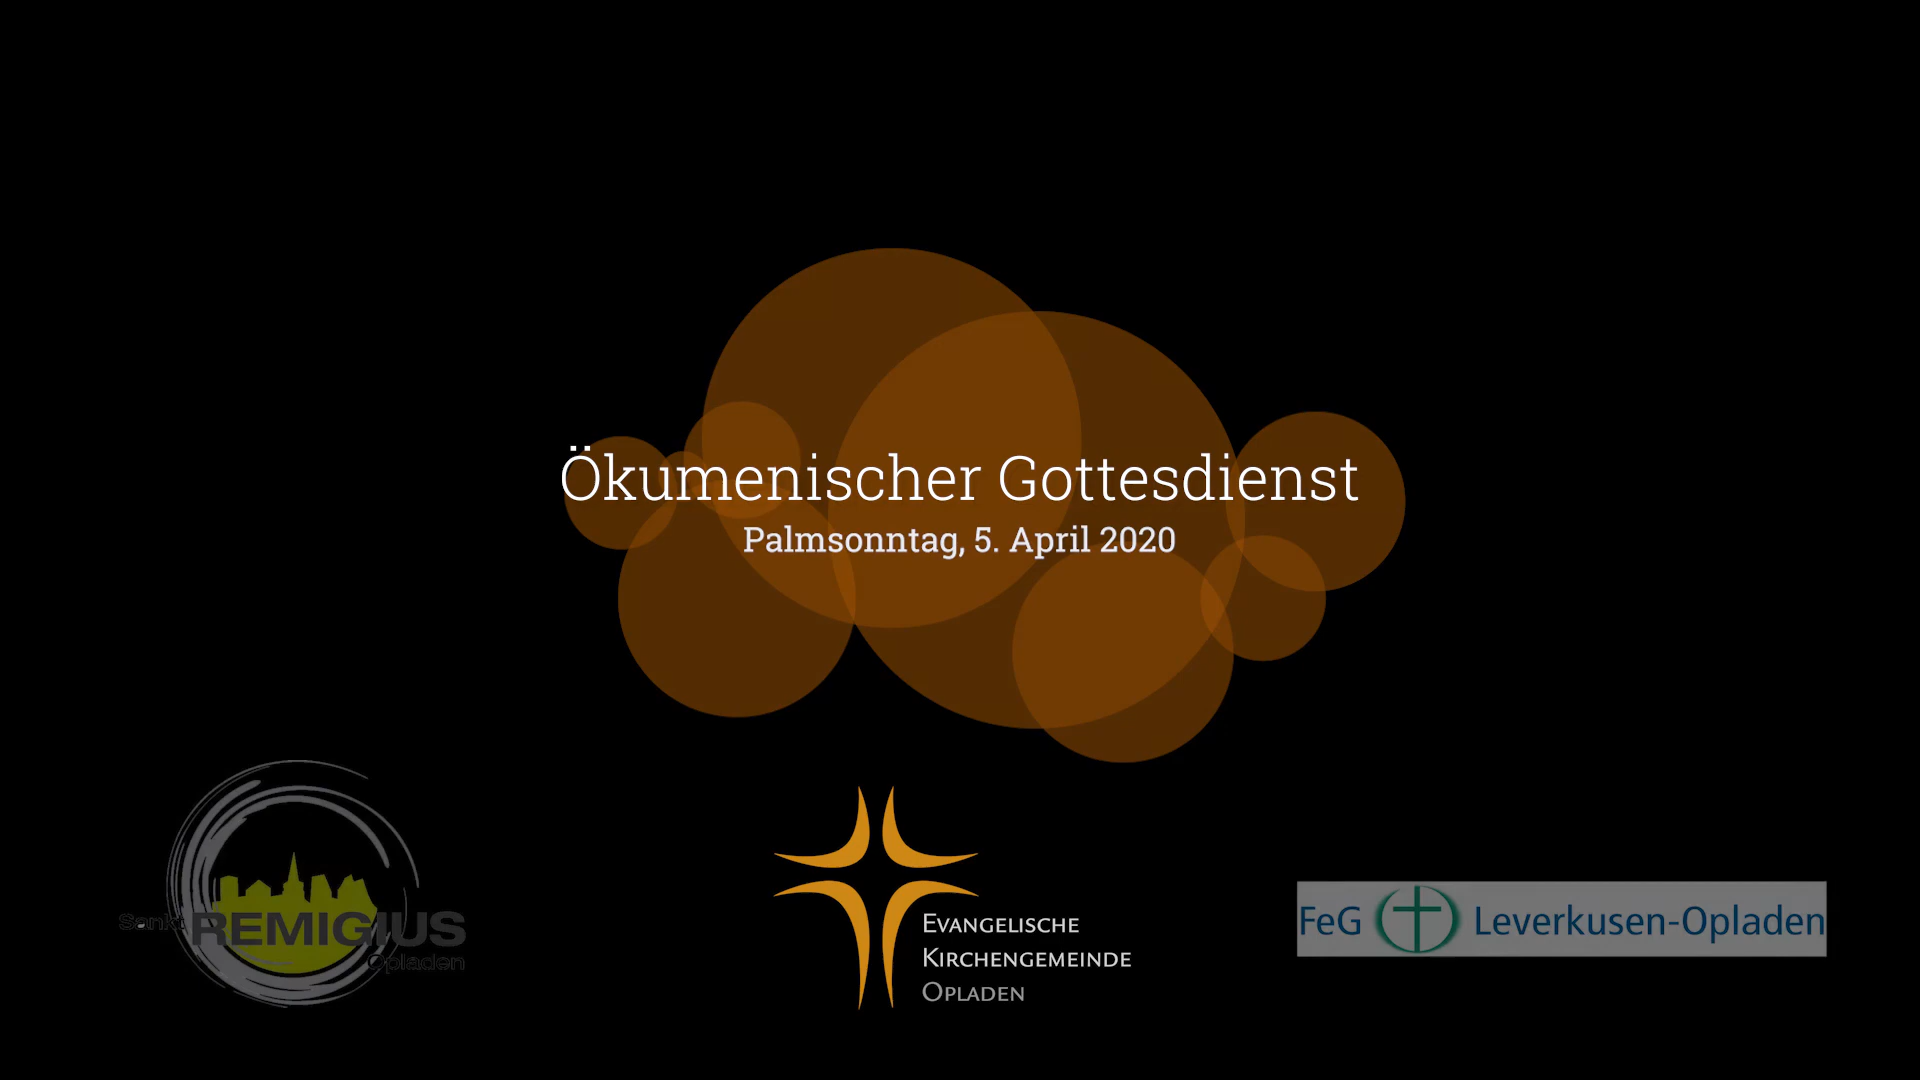 Ökumenischer Gottesdienst
Palmsonntag, 5. April 2020
Sankt REMIGIUS
Opladen
EVANGELISCHE
KIRCHENGEMEINDE
OPLADEN
FeG Leverkusen-Opladen